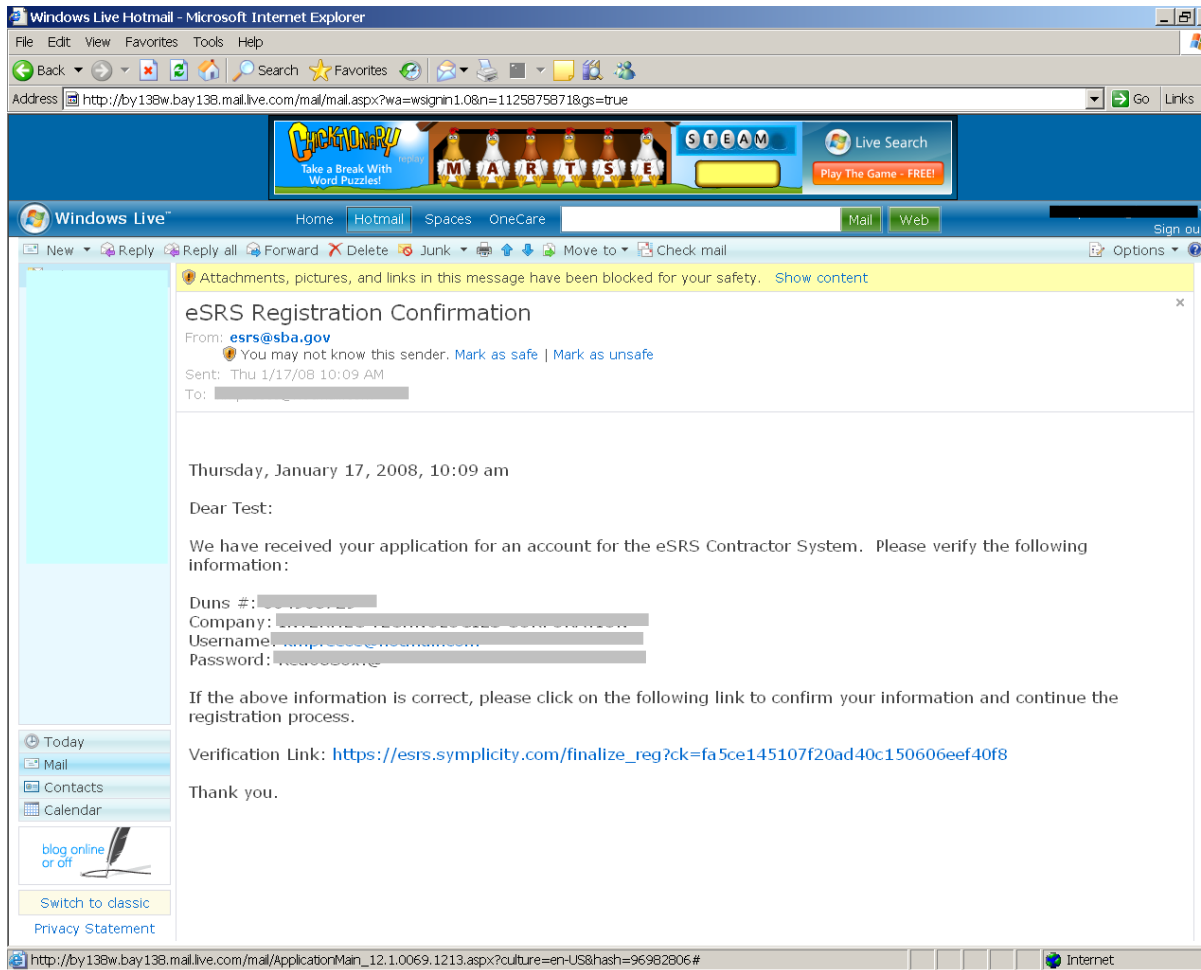 Windows Live Hotmail - Microsoft Internet Explorer
File Edit View Favorites Tools Help
Back Search Favorites
Address http://by138w.bay138.mail.live.com/mail/mail.aspx?wa=wsignin1.0&n=1125875871&gs=true Go Links
CHICKTIONARY replay
Take a Break With
Word Puzzles!
M A R T S E
STEAM
Live Search
Play The Game - FREE!
Windows Live™ Home Hotmail Spaces OneCare Mail Web
Sign ou
New Reply Reply all Forward Delete Junk Move to Check mail Options
Attachments, pictures, and links in this message have been blocked for your safety. Show content
eSRS Registration Confirmation
From: esrs@sba.gov
You may not know this sender. Mark as safe | Mark as unsafe
Sent: Thu 1/17/08 10:09 AM
To:
Thursday, January 17, 2008, 10:09 am
Dear Test:
We have received your application for an account for the eSRS Contractor System. Please verify the following
information:
Duns #:
Company:
Username:
Password:
If the above information is correct, please click on the following link to confirm your information and continue the
registration process.
Verification Link: https://esrs.symplicity.com/finalize_reg?ck=fa5ce145107f20ad40c150606eef40f8
Thank you.
Today
Mail
Contacts
Calendar
blog online
or off
Switch to classic
Privacy Statement
http://by138w.bay138.mail.live.com/mail/ApplicationMain_12.1.0069.1213.aspx?culture=en-US&hash=96982806# Internet